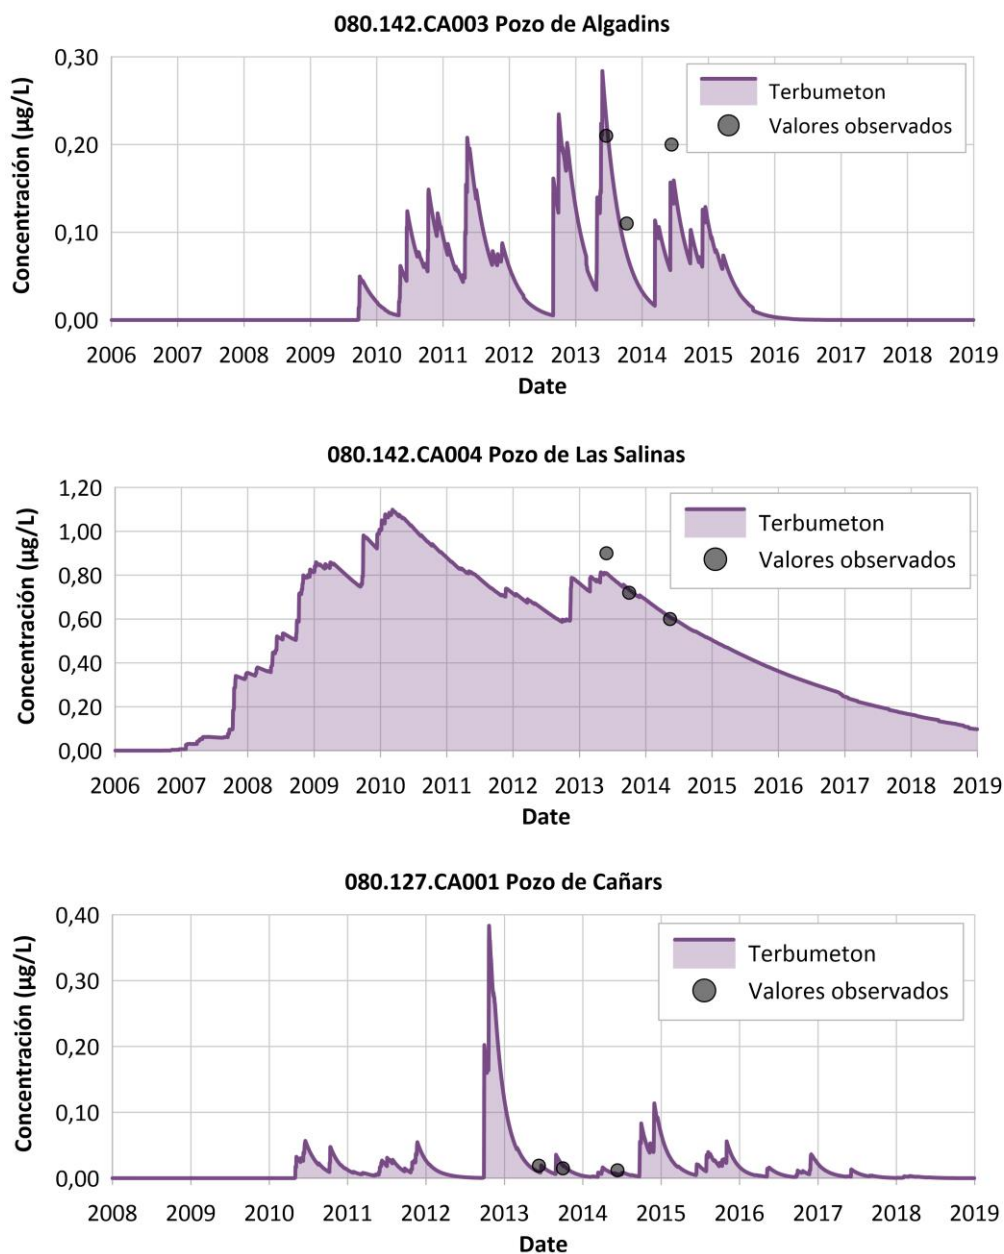 080.142.CA003 Pozo de Algadins
Concentración (µg/L)
0,30
0,20
0,10
0,00
Terbumeton
Valores observados
2006 2007 2008 2009 2010 2011 2012 2013 2014 2015 2016 2017 2018 2019
Date
080.142.CA004 Pozo de Las Salinas
Concentración (µg/L)
1,20
1,00
0,80
0,60
0,40
0,20
0,00
Terbumeton
Valores observados
2006 2007 2008 2009 2010 2011 2012 2013 2014 2015 2016 2017 2018 2019
Date
080.127.CA001 Pozo de Cañars
Concentración (µg/L)
0,40
0,30
0,20
0,10
0,00
Terbumeton
Valores observados
2008 2009 2010 2011 2012 2013 2014 2015 2016 2017 2018 2019
Date